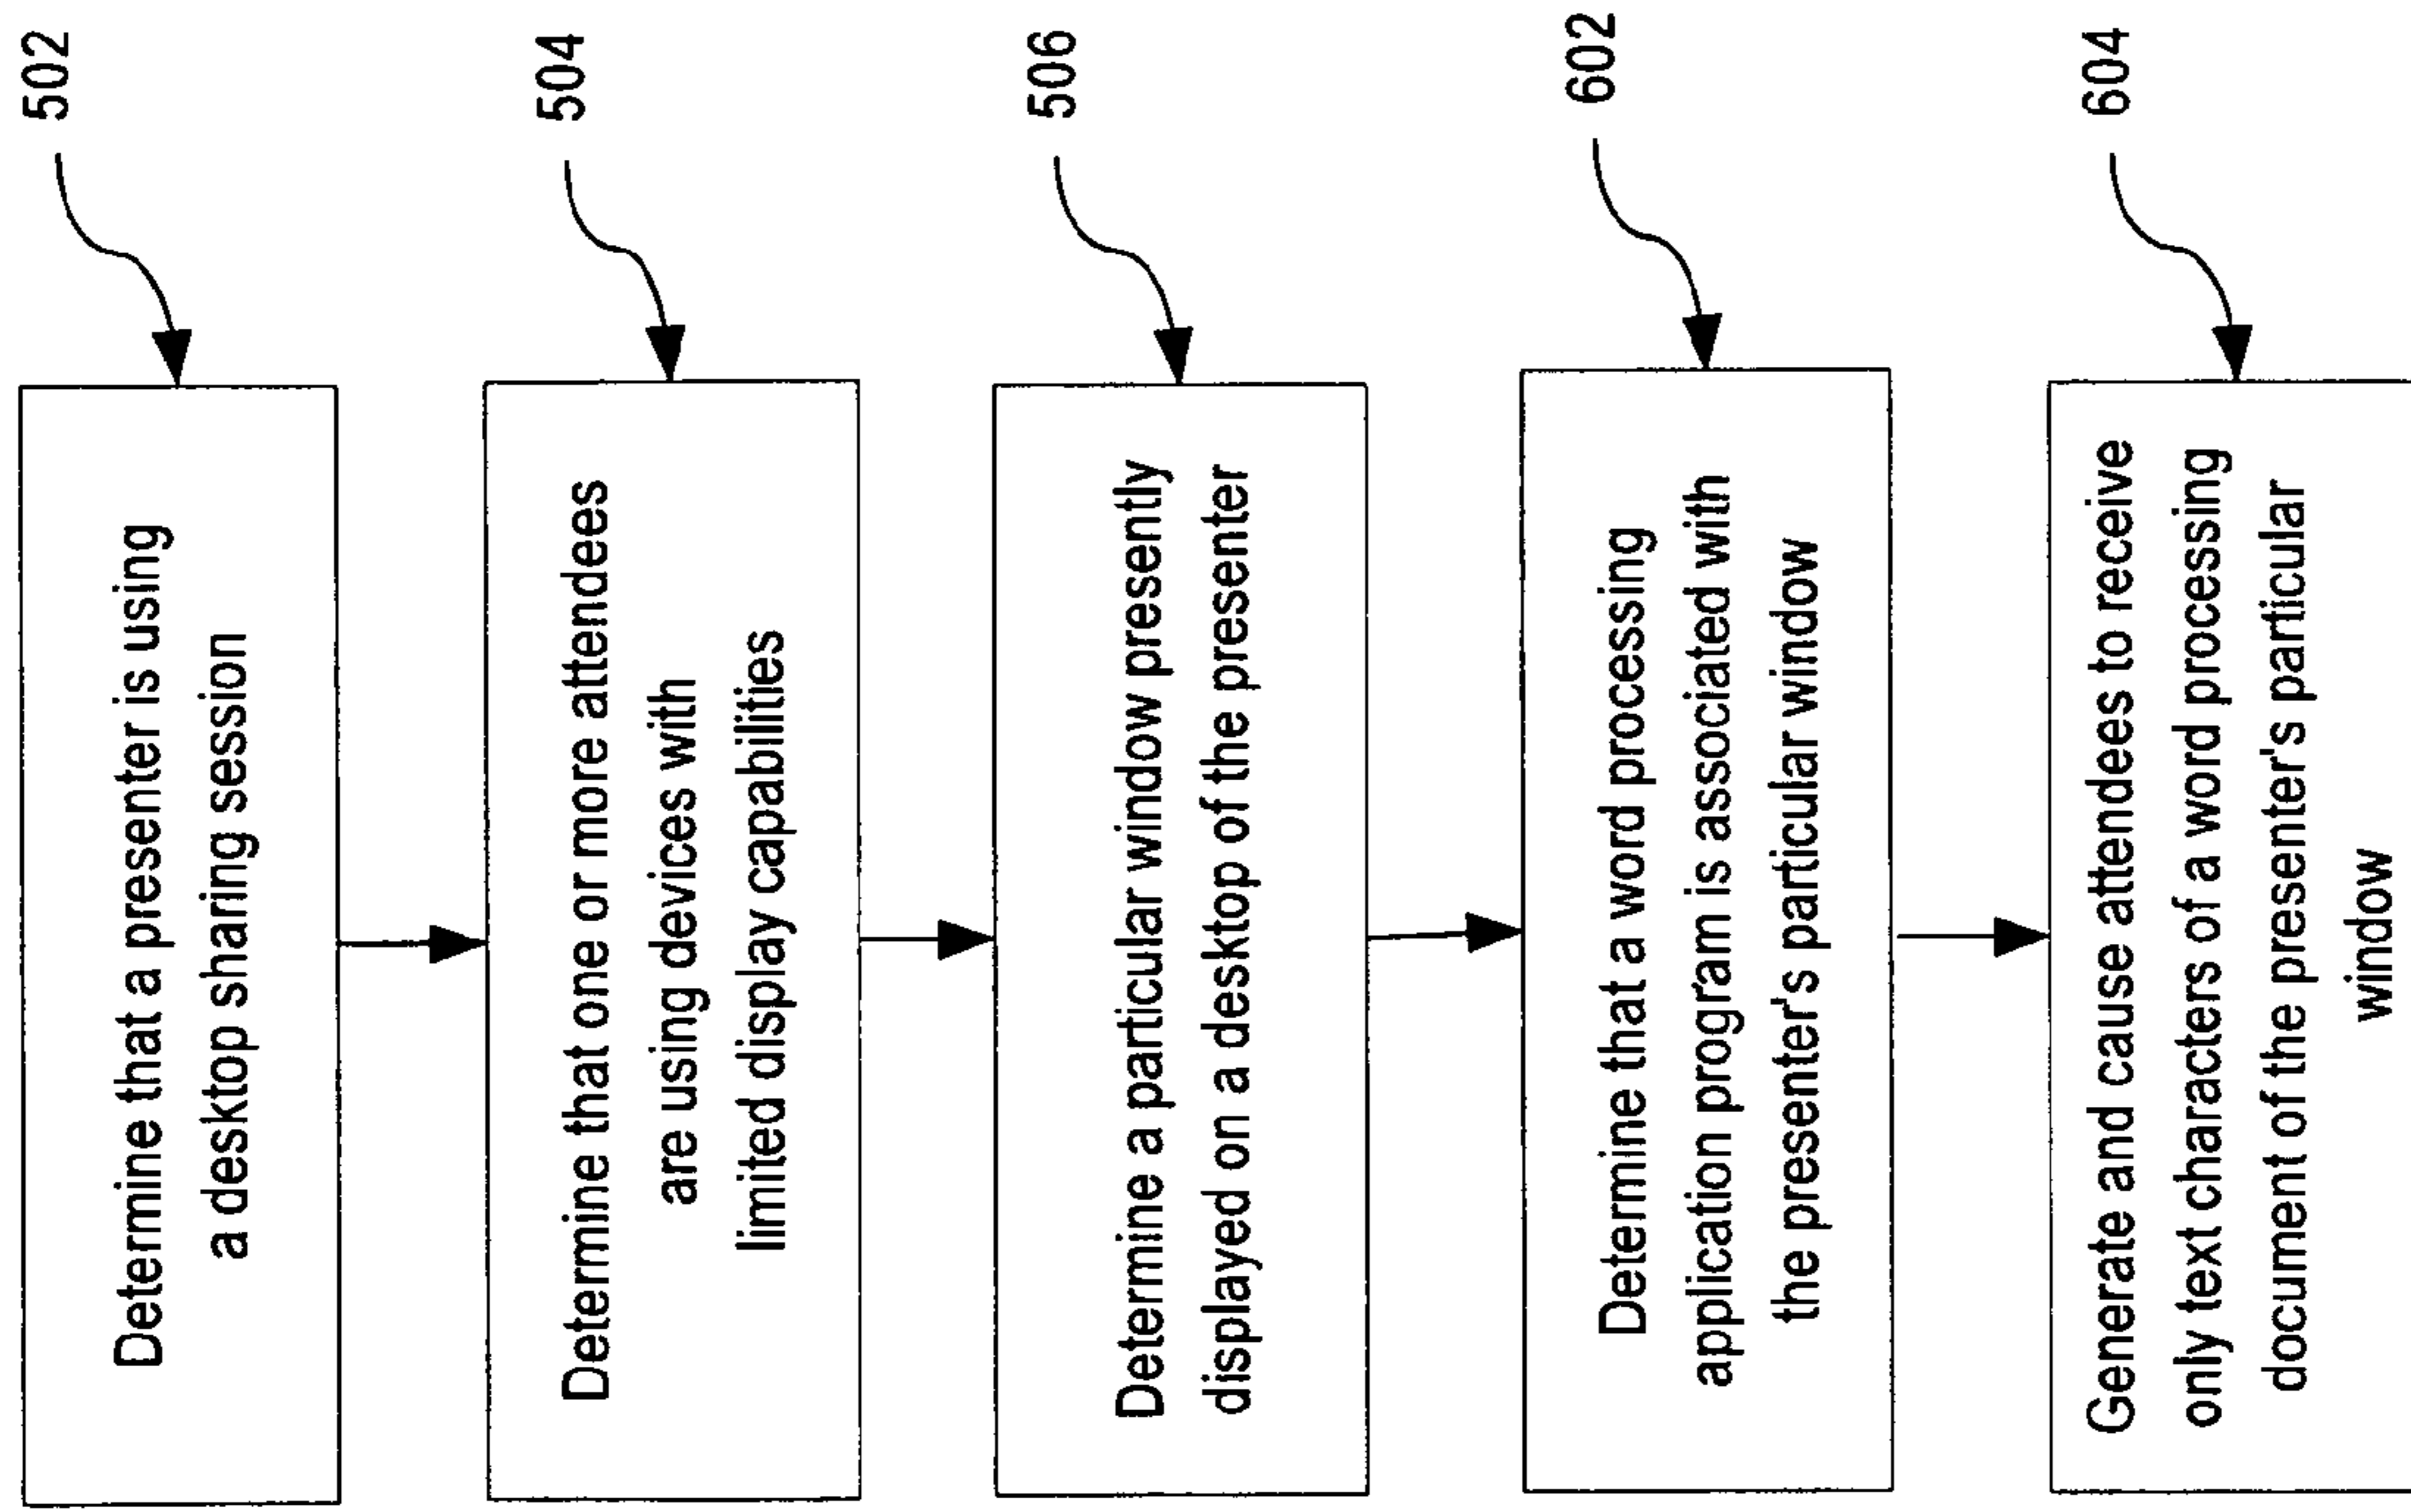 502
Determine that a presenter is using
a desktop sharing session
504
Determine that one or more attendees
are using devices with
limited display capabilities
506
Determine a particular window presently
displayed on a desktop of the presenter
602
Determine that a word processing
application program is associated with
the presenter's particular window
604
Generate and cause attendees to receive
only text characters of a word processing
document of the presenter's particular
window